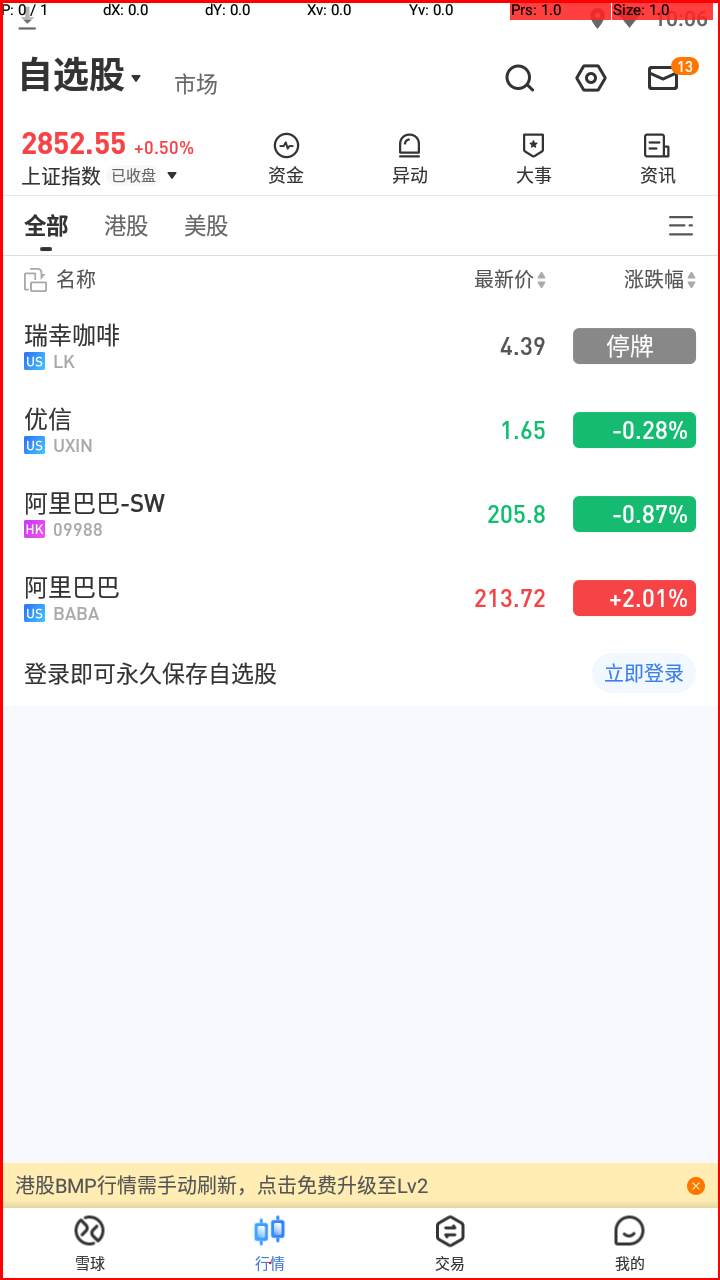 P: 0 / 1 dX: 0.0 dY: 0.0 Xv: 0.0 Yv: 0.0 Prs: 1.0 Size: 1.0
10:06
自选股 市场 13
2852.55 +0.50%
上证指数 已收盘 资金 异动 大事 资讯
全部 港股 美股
名称 最新价 涨跌幅
瑞幸咖啡
US LK 4.39 停牌
优信
US UXIN 1.65 -0.28%
阿里巴巴-SW
HK 09988 205.8 -0.87%
阿里巴巴
US BABA 213.72 +2.01%
登录即可永久保存自选股 立即登录
港股BMP行情需手动刷新，点击免费升级至Lv2
雪球 行情 交易 我的